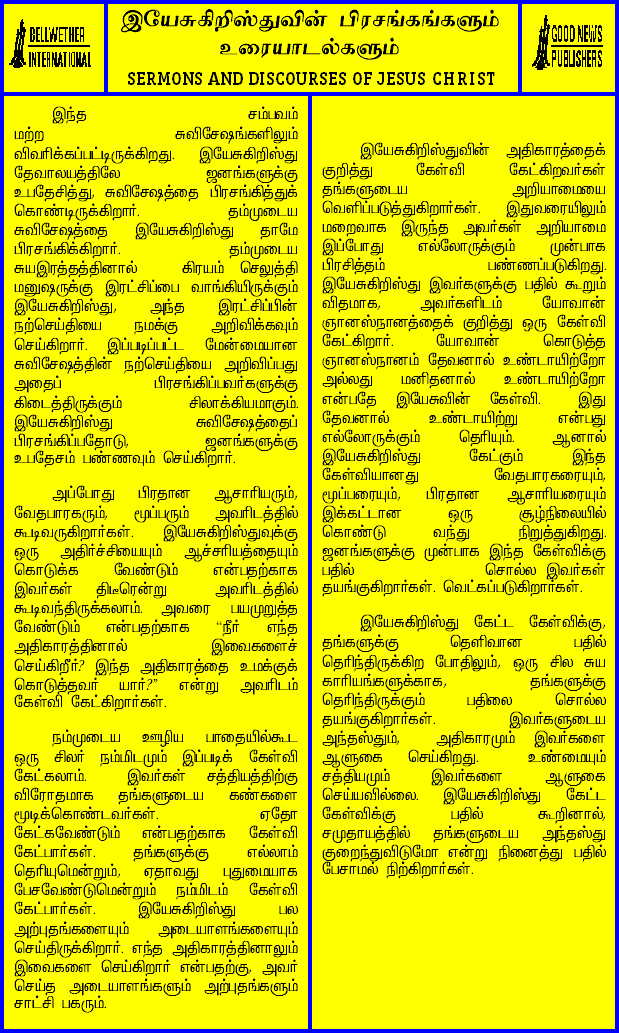 BELLWETHER
INTERNATIONAL
இயேசுகிறிஸ்துவின் பிரசங்கங்களும்
உரையாடல்களும்
SERMONS AND DISCOURSES OF JESUS CHRIST
GOOD NEWS
PUBLISHERS
இந்த சம்பவம்
மற்ற சுவிசேஷங்களிலும்
விவரிக்கப்பட்டிருக்கிறது. இயேசுகிறிஸ்து
தேவாலயத்திலே ஜனங்களுக்கு
உபதேசித்து, சுவிசேஷத்தை பிரசங்கித்துக்
கொண்டிருக்கிறார். தம்முடைய
சுவிசேஷத்தை இயேசுகிறிஸ்து தாமே
பிரசங்கிக்கிறார். தம்முடைய
சுயஇரத்தத்தினால் கிரயம் செலுத்தி
மனுஷருக்கு இரட்சிப்பை வாங்கியிருக்கும்
இயேசுகிறிஸ்து, அந்த இரட்சிப்பின்
நற்செய்தியை நமக்கு அறிவிக்கவும்
செய்கிறார். இப்படிப்பட்ட மேன்மையான
சுவிசேஷத்தின் நற்செய்தியை அறிவிப்பது
அதைப் பிரசங்கிப்பவர்களுக்கு
கிடைத்திருக்கும் சிலாக்கியமாகும்.
இயேசுகிறிஸ்து சுவிசேஷத்தைப்
பிரசங்கிப்பதோடு, ஜனங்களுக்கு
உபதேசம் பண்ணவும் செய்கிறார்.
அப்போது பிரதான ஆசாரியரும்,
வேதபாரகரும், மூப்பரும் அவரிடத்தில்
கூடிவருகிறார்கள். இயேசுகிறிஸ்துவுக்கு
ஒரு அதிர்ச்சியையும் ஆச்சரியத்தையும்
கொடுக்க வேண்டும் என்பதற்காக
இவர்கள் திடீரென்று அவரிடத்தில்
கூடிவந்திருக்கலாம். அவரை பயமுறுத்த
வேண்டும் என்பதற்காக “நீர் எந்த
அதிகாரத்தினால் இவைகளைச்
செய்கிறீர்? இந்த அதிகாரத்தை உமக்குக்
கொடுத்தவர் யார்?” என்று அவரிடம்
கேள்வி கேட்கிறார்கள்.
நம்முடைய ஊழிய பாதையில்கூட
ஒரு சிலர் நம்மிடமும் இப்படிக் கேள்வி
கேட்கலாம். இவர்கள் சத்தியத்திற்கு
விரோதமாக தங்களுடைய கண்களை
மூடிக்கொண்டவர்கள். ஏதோ
கேட்கவேண்டும் என்பதற்காக கேள்வி
கேட்பார்கள். தங்களுக்கு எல்லாம்
தெரியுமென்றும், ஏதாவது புதுமையாக
பேசவேண்டுமென்றும் நம்மிடம் கேள்வி
கேட்பார்கள். இயேசுகிறிஸ்து பல
அற்புதங்களையும் அடையாளங்களையும்
செய்திருக்கிறார். எந்த அதிகாரத்தினாலும்
இவைகளை செய்கிறார் என்பதற்கு, அவர்
செய்த அடையாளங்களும் அற்புதங்களும்
சாட்சி பகரும்.
இயேசுகிறிஸ்துவின் அதிகாரத்தைக்
குறித்து கேள்வி கேட்கிறவர்கள்
தங்களுடைய அறியாமையை
வெளிப்படுத்துகிறார்கள். இதுவரையிலும்
மறைவாக இருந்த அவர்கள் அறியாமை
இப்போது எல்லோருக்கும் முன்பாக
பிரசித்தம் பண்ணப்படுகிறது.
இயேசுகிறிஸ்து இவர்களுக்கு பதில் கூறும்
விதமாக, அவர்களிடம் யோவான்
ஞானஸ்நானத்தைக் குறித்து ஒரு கேள்வி
கேட்கிறார். யோவான் கொடுத்த
ஞானஸ்நானம் தேவனால் உண்டாயிற்றோ
அல்லது மனிதனால் உண்டாயிற்றோ
என்பதே இயேசுவின் கேள்வி. இது
தேவனால் உண்டாயிற்று என்பது
எல்லோருக்கும் தெரியும். ஆனால்
இயேசுகிறிஸ்து கேட்கும் இந்த
கேள்வியானது வேதபாரகரையும்,
மூப்பரையும், பிரதான ஆசாரியரையும்
இக்கட்டான ஒரு சூழ்நிலையில்
கொண்டு வந்து நிறுத்துகிறது.
ஜனங்களுக்கு முன்பாக இந்த கேள்விக்கு
பதில் சொல்ல இவர்கள்
தயங்குகிறார்கள். வெட்கப்படுகிறார்கள்.
இயேசுகிறிஸ்து கேட்ட கேள்விக்கு,
தங்களுக்கு தெளிவான பதில்
தெரிந்திருக்கிற போதிலும், ஒரு சில சுய
காரியங்களுக்காக, தங்களுக்கு
தெரிந்திருக்கும் பதிலை சொல்ல
தயங்குகிறார்கள். இவர்களுடைய
அந்தஸ்தும், அதிகாரமும் இவர்களை
ஆளுகை செய்கிறது. உண்மையும்
சத்தியமும் இவர்களை ஆளுகை
செய்யவில்லை. இயேசுகிறிஸ்து கேட்ட
கேள்விக்கு பதில் கூறினால்,
சமுதாயத்தில் தங்களுடைய அந்தஸ்து
குறைந்துவிடுமோ என்று நினைத்து பதில்
பேசாமல் நிற்கிறார்கள்.